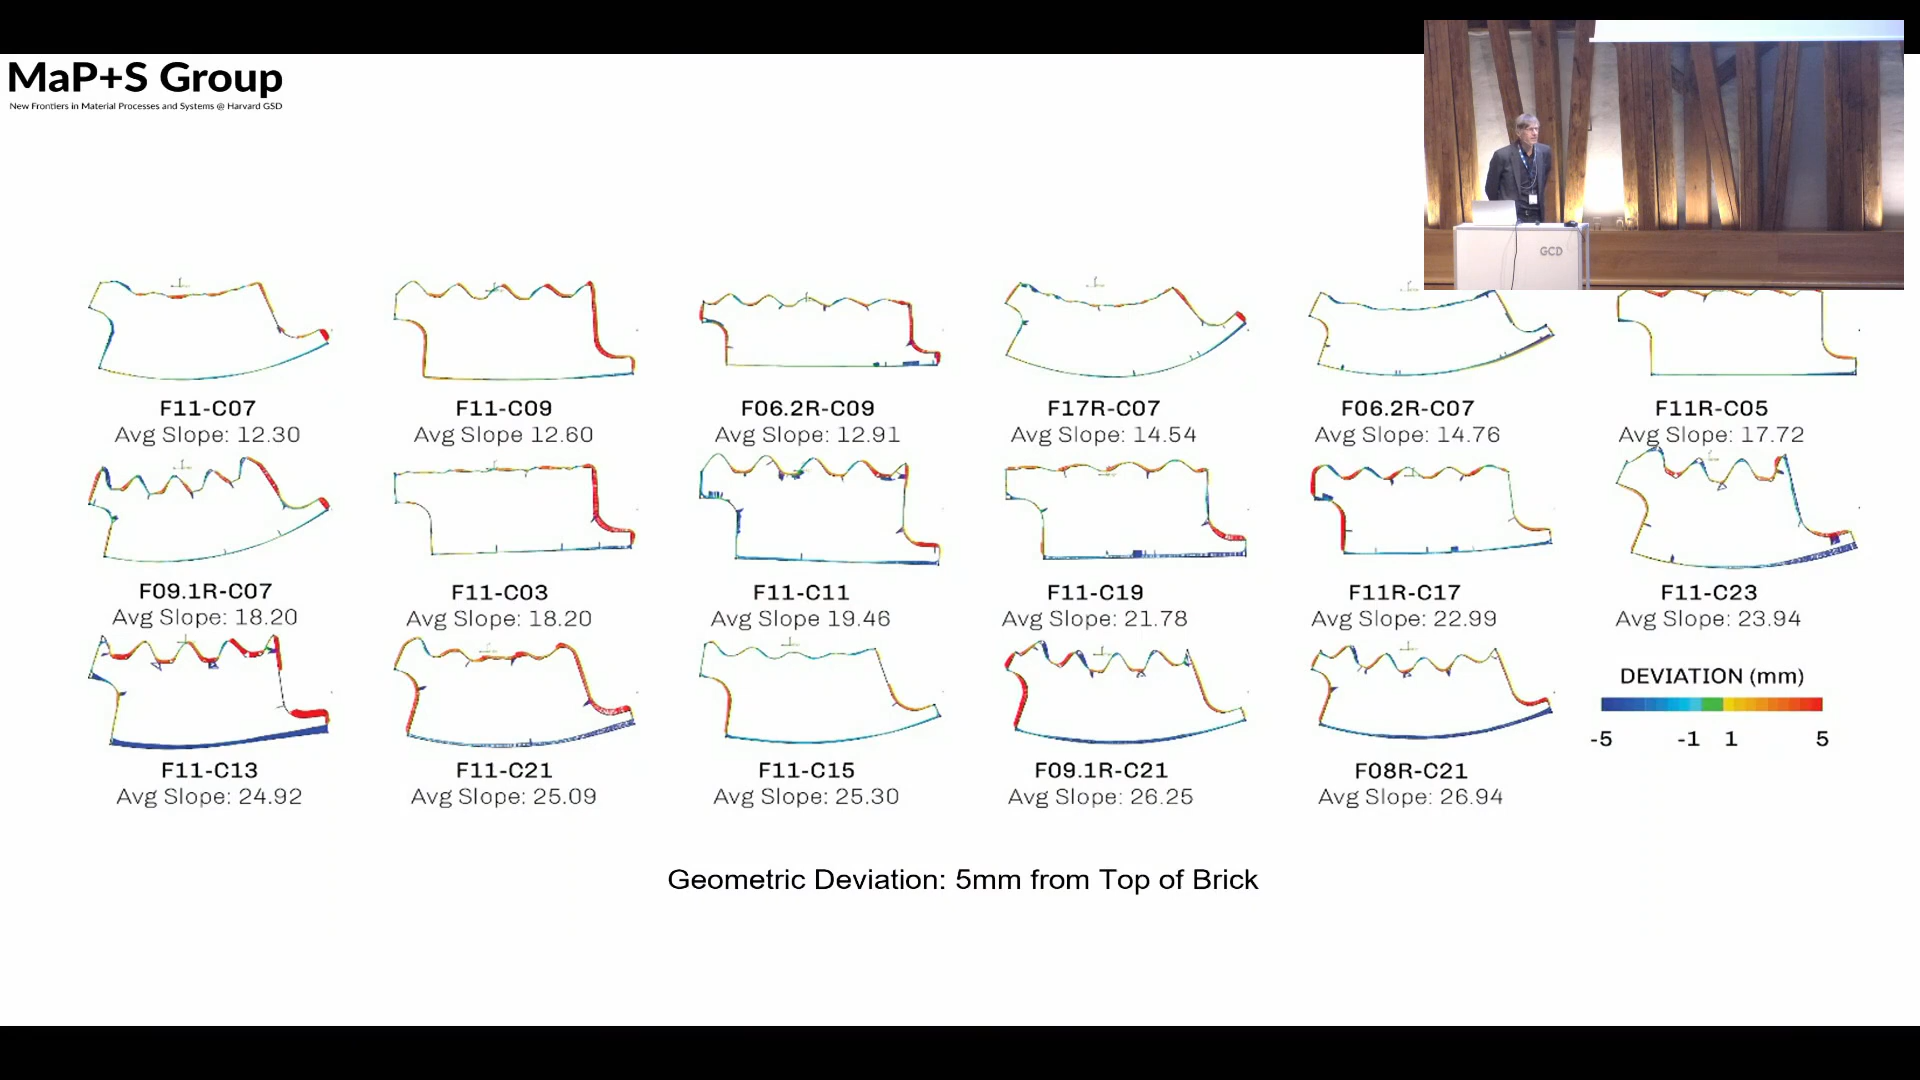 MaP+S Group
New Frontiers in Material Processes and Systems @ Harvard GSD
GCD
F11-C07
Avg Slope: 12.30
F11-C09
Avg Slope 12.60
F06.2R-C09
Avg Slope: 12.91
F17R-C07
Avg Slope: 14.54
F06.2R-C07
Avg Slope: 14.76
F11R-C05
Avg Slope: 17.72
F09.1R-C07
Avg Slope: 18.20
F11-C03
Avg Slope: 18.20
F11-C11
Avg Slope 19.46
F11-C19
Avg Slope: 21.78
F11R-C17
Avg Slope: 22.99
F11-C23
Avg Slope: 23.94
F11-C13
Avg Slope: 24.92
F11-C21
Avg Slope: 25.09
F11-C15
Avg Slope: 25.30
F09.1R-C21
Avg Slope: 26.25
F08R-C21
Avg Slope: 26.94
DEVIATION (mm)
-5 -1 1 5
Geometric Deviation: 5mm from Top of Brick